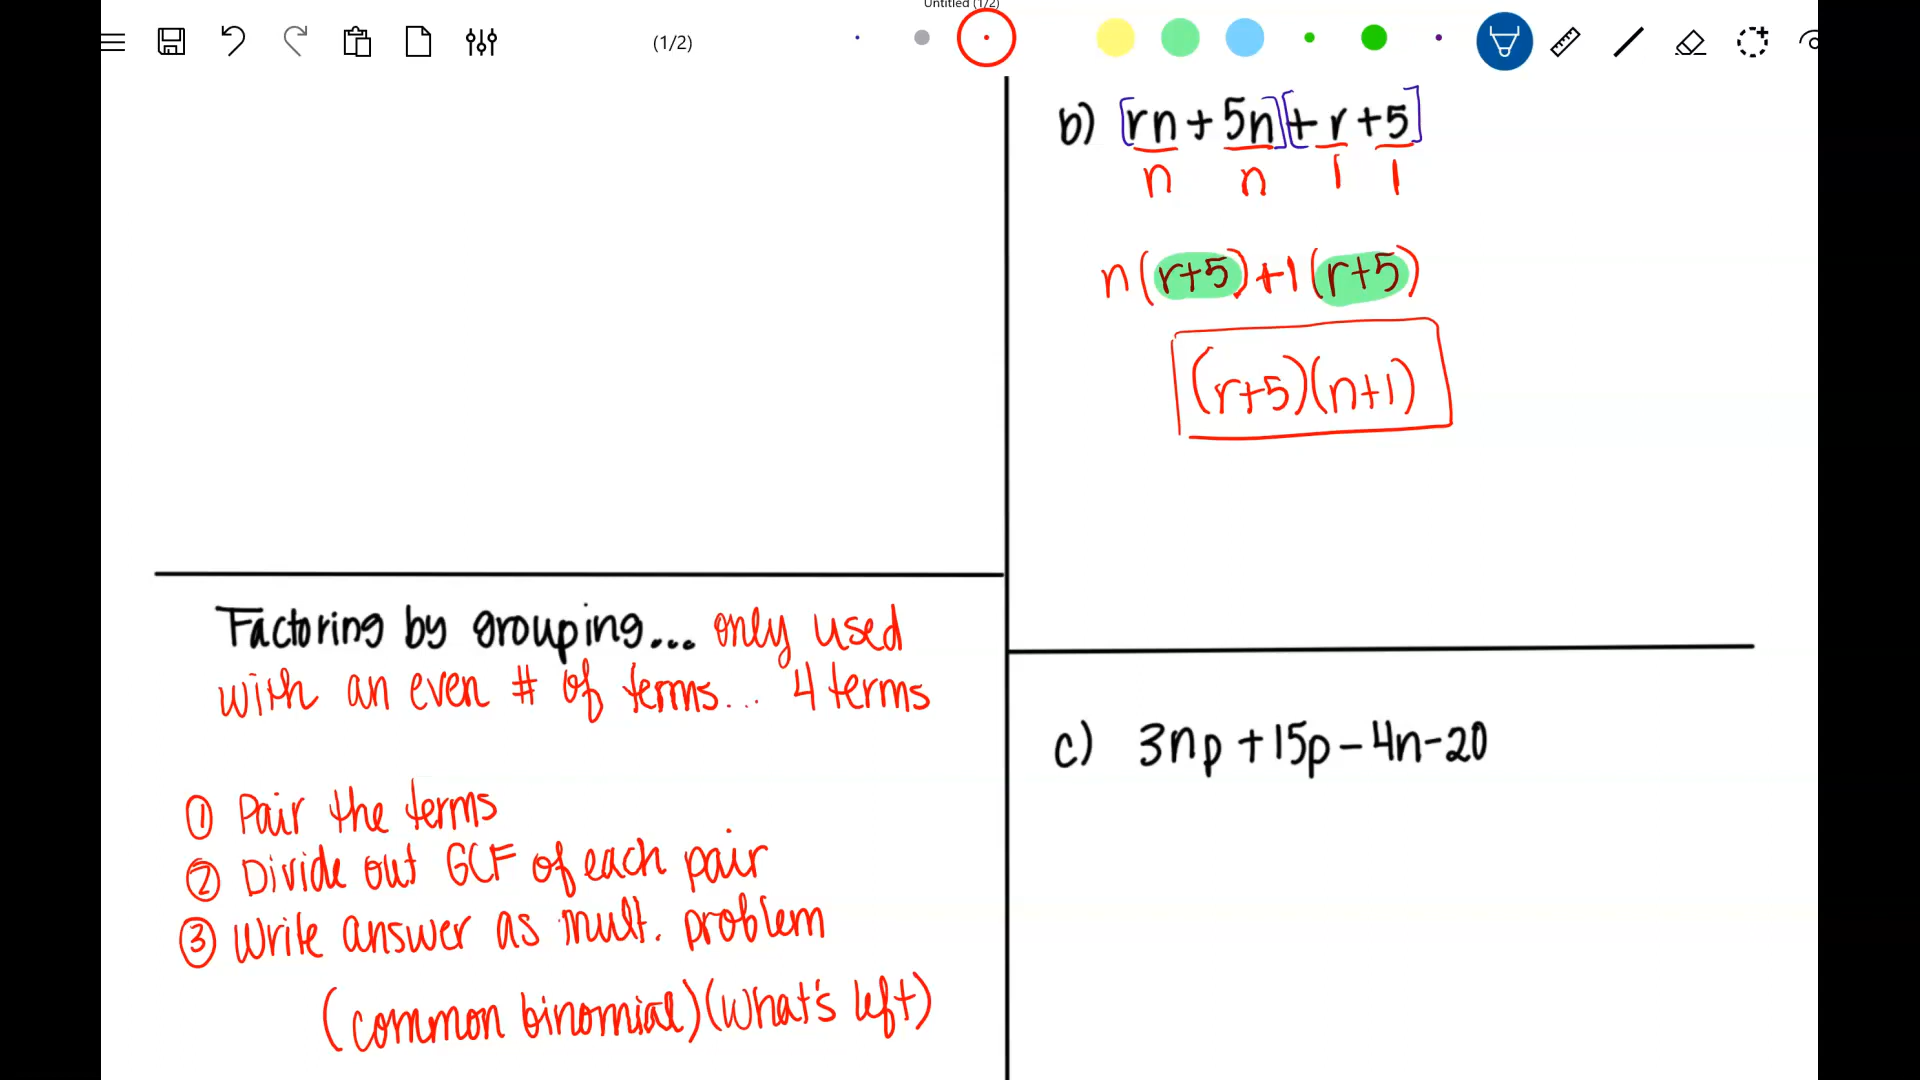 Untitled (1/2)
(1/2)
Factoring by grouping... only used
with an even # of terms... 4 terms
① Pair the terms
② Divide out GCF of each pair
③ Write answer as mult. problem
(common binomial)(what's left)
b) [rn + 5n][+ r + 5]
n n 1 1
n(r+5)+1(r+5)
(r+5)(n+1)
c) 3np + 15p - 4n - 20